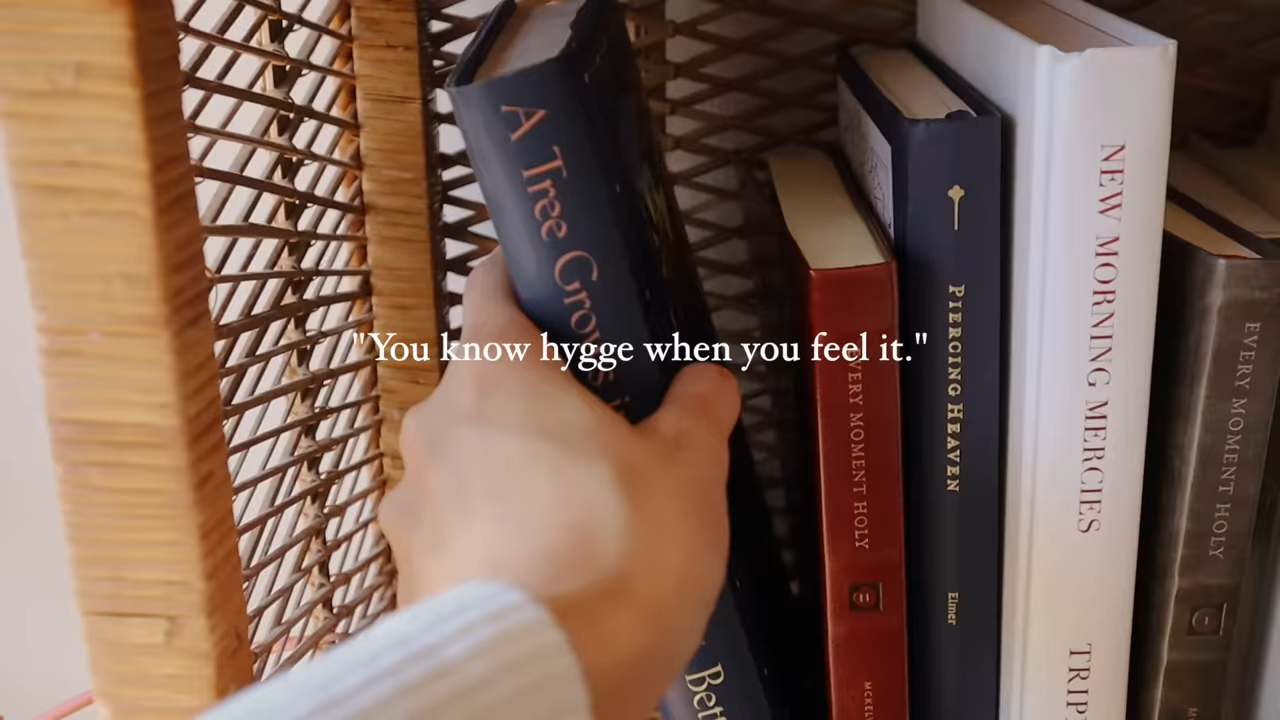 "You know hygge when you feel it."
A Tree Grows in
Bett
EVERY MOMENT HOLY
PIERCING HEAVEN
Elmer
NEW MORNING MERCIES
TRIP
EVERY MOMENT HOLY